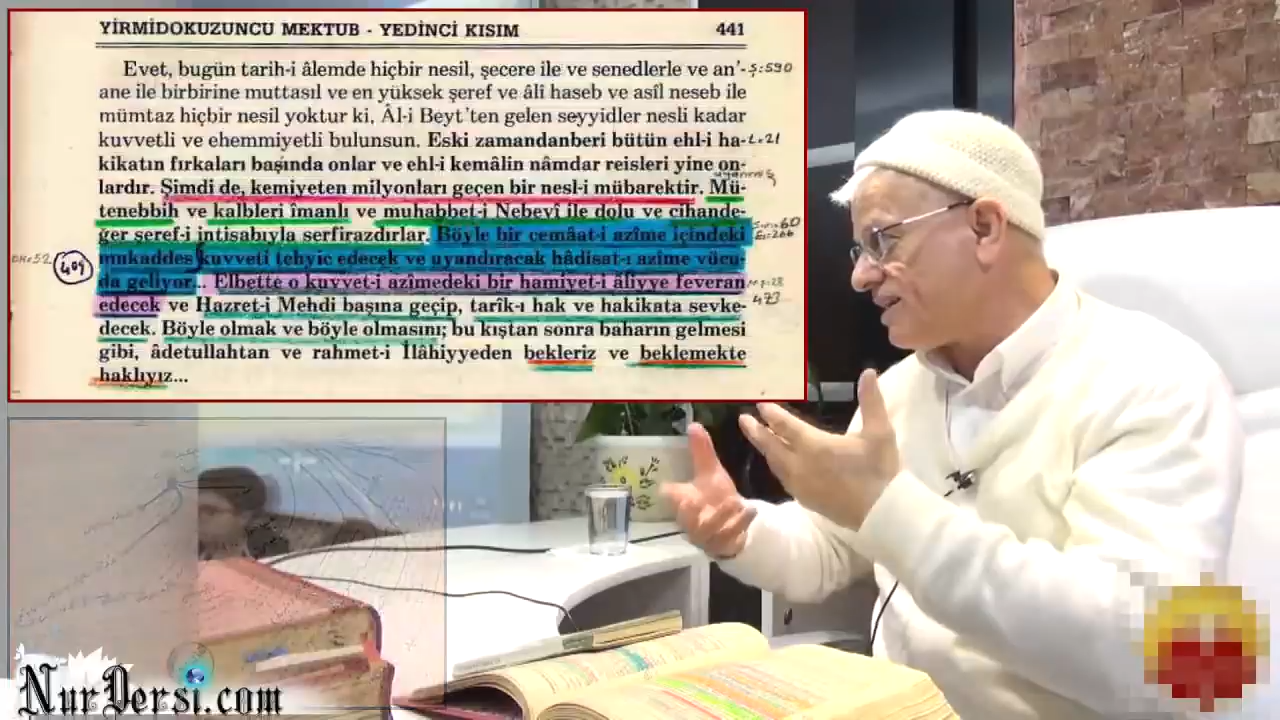 YİRMİDOKUZUNCU MEKTUB - YEDİNCİ KISIM 441
Evet, bugün tarih-i âlemde hiçbir nesil, şecere ile ve senedlerle ve an'- Ş:590
ane ile birbirine muttasıl ve en yüksek şeref ve âli haseb ve asîl neseb ile
mümtaz hiçbir nesil yoktur ki, Âl-i Beyt'ten gelen seyyidler nesli kadar
kuvvetli ve ehemmiyetli bulunsun. Eski zamandanberi bütün ehl-i ha- L:21
kikatın fırkaları başında onlar ve ehl-i kemâlin nâmdar reisleri yine on-
lardır. Şimdi de, kemiyeten milyonları geçen bir nesl-i mübarektir. Mü-
uyanmış
tenebbih ve kalbleri îmanlı ve muhabbet-i Nebevî ile dolu ve cihande-
ğer şeref-i intisabıyla serfirazdırlar. Böyle bir cemâat-i azîme içindeki
mukaddes kuvveti tehyic edecek ve uyandıracak hâdisat-ı azîme vücu-
da geliyor... Elbette o kuvvet-i azîmedeki bir hamiyet-i âliyye feveran
edecek ve Hazret-i Mehdi başına geçip, tarîk-ı hak ve hakikata sevke- 473
decek. Böyle olmak ve böyle olmasını; bu kıştan sonra baharın gelmesi
gibi, âdetullahtan ve rahmet-i İlâhiyyeden bekleriz ve beklemekte
haklıyız...
NurDersi.com